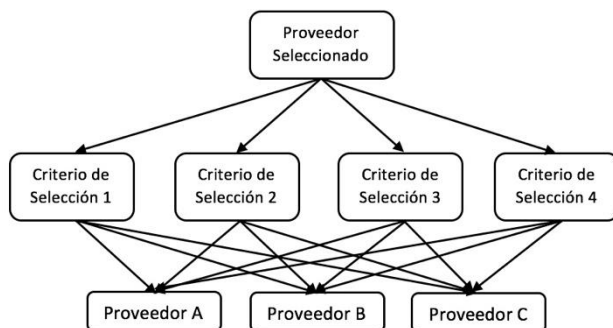 Proveedor
Seleccionado
Criterio de
Selección 1
Criterio de
Selección 2
Criterio de
Selección 3
Criterio de
Selección 4
Proveedor A
Proveedor B
Proveedor C